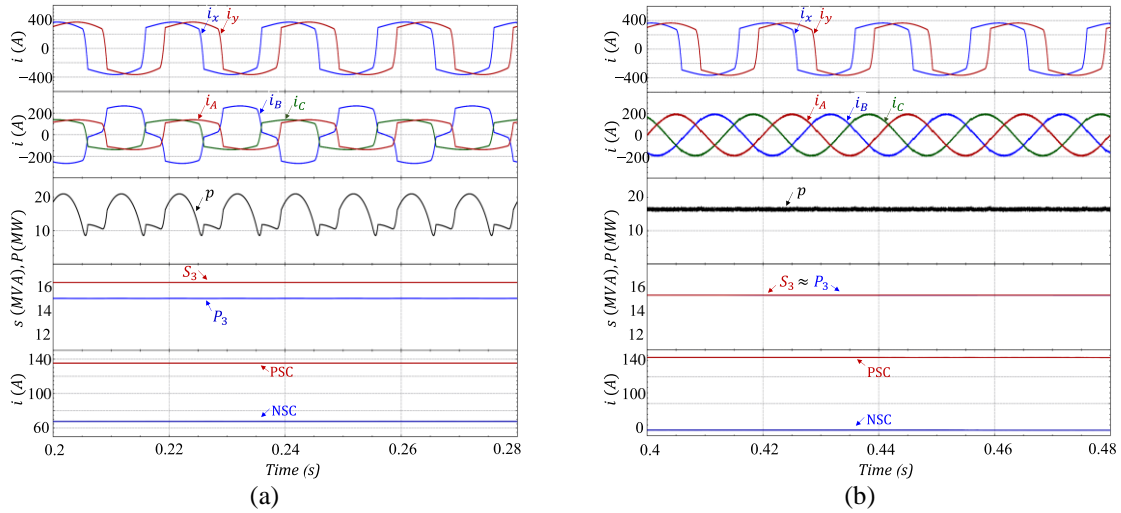 400
0
−400
i (A)
i_x i_y
200
0
−200
i (A)
i_A i_B i_C
20
10
p
s (MVA), P(MW)
16
14
12
S_3
P_3
140
100
60
i (A)
PSC
NSC
0.2 0.22 0.24 0.26 0.28
Time (s)
(a)
400
0
−400
i (A)
i_x i_y
200
0
−200
i (A)
i_A i_B i_C
20
10
p
s (MVA), P(MW)
16
14
12
S_3 ≈ P_3
140
100
0
i (A)
PSC
NSC
0.4 0.42 0.44 0.46 0.48
Time (s)
(b)